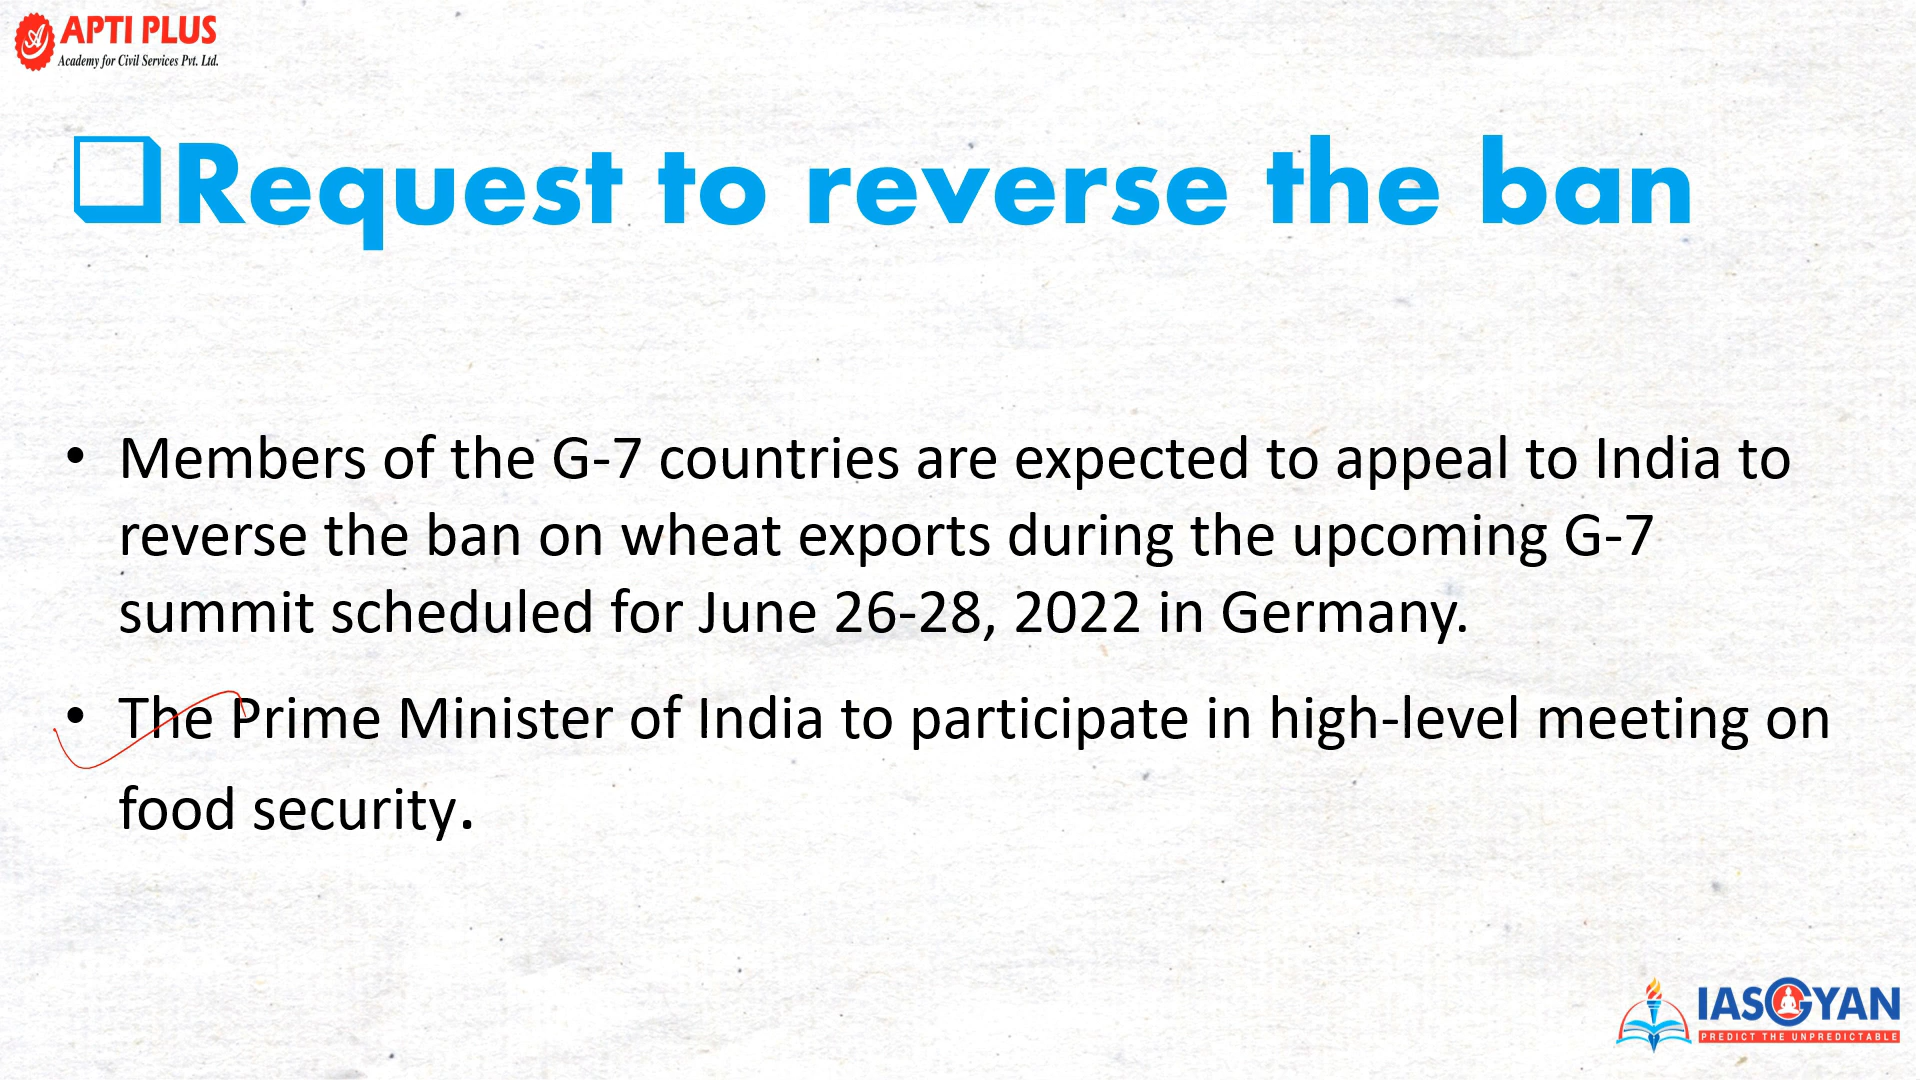 APTI PLUS
Academy for Civil Services Pvt. Ltd.
Request to reverse the ban
• Members of the G-7 countries are expected to appeal to India to
reverse the ban on wheat exports during the upcoming G-7
summit scheduled for June 26-28, 2022 in Germany.
• The Prime Minister of India to participate in high-level meeting on
food security.
IASGYAN
PREDICT THE UNPREDICTABLE